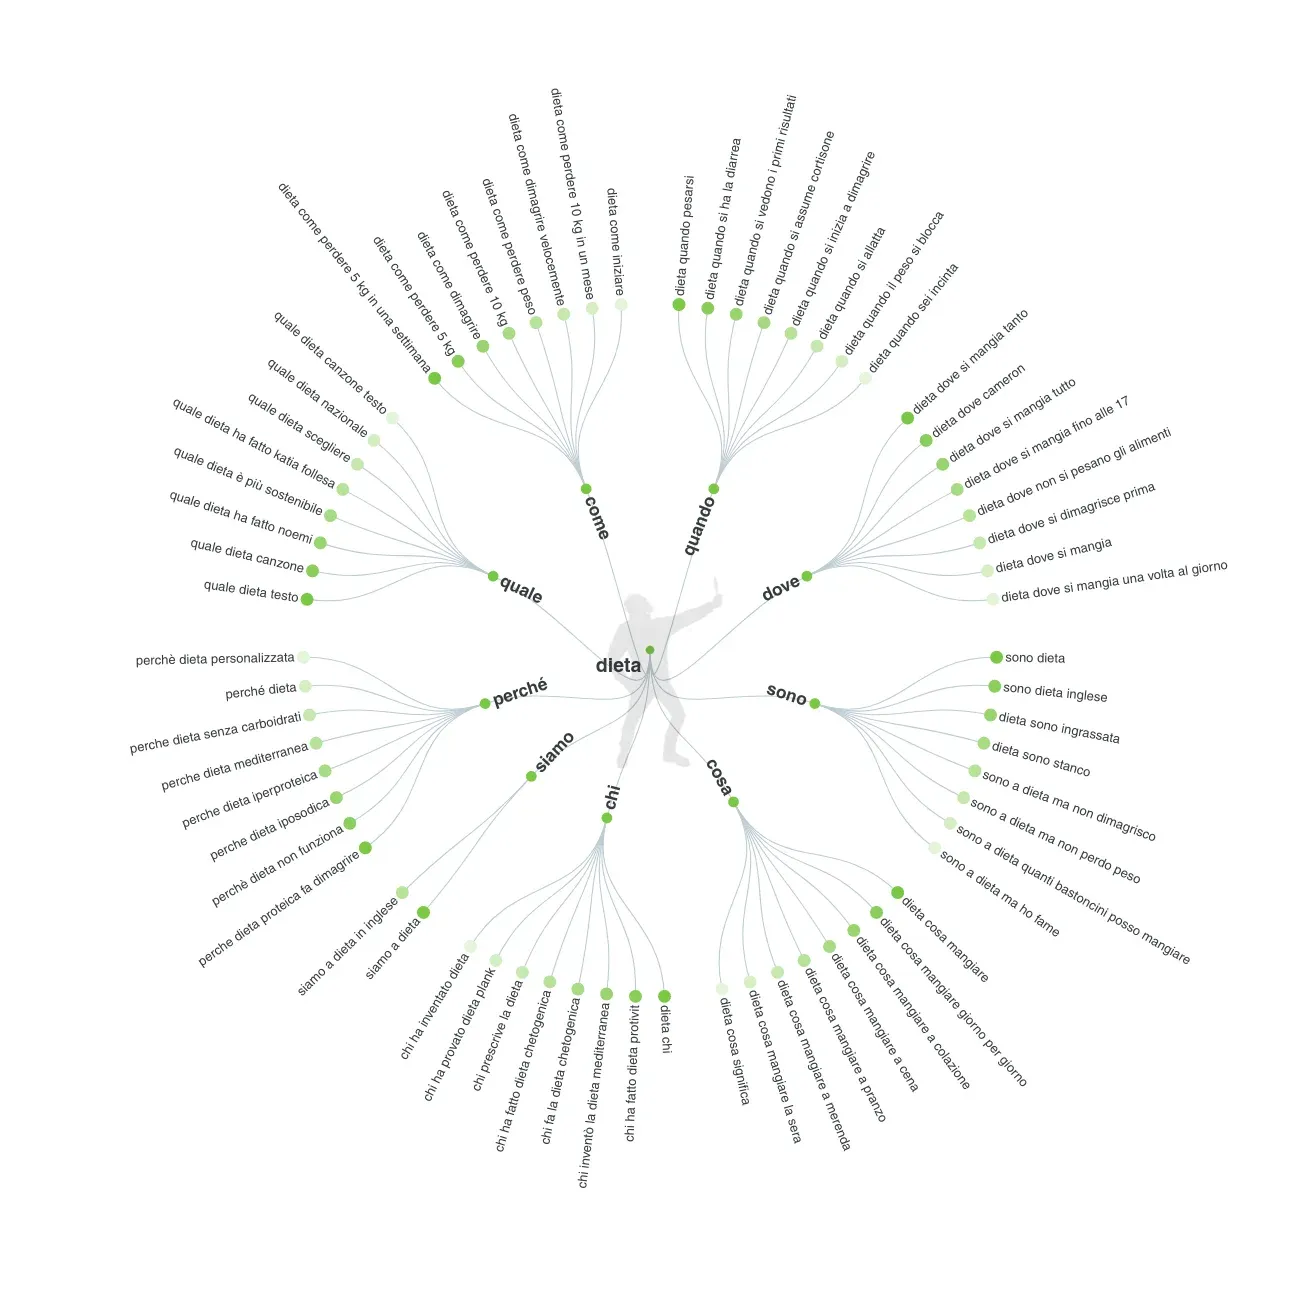 dieta
come
dieta come perdere 5 kg in una settimana
dieta come perdere 5 kg
dieta come dimagrire
dieta come perdere 10 kg
dieta come perdere peso
dieta come dimagrire velocemente
dieta come perdere 10 kg in un mese
dieta come iniziare
quando
dieta quando pesarsi
dieta quando si ha la diarrea
dieta quando si vedono i primi risultati
dieta quando si assume cortisone
dieta quando si inizia a dimagrire
dieta quando si allatta
dieta quando il peso si blocca
dieta quando sei incinta
dove
dieta dove si mangia tanto
dieta dove cameron
dieta dove si mangia tutto
dieta dove si mangia fino alle 17
dieta dove non si pesano gli alimenti
dieta dove si dimagrisce prima
dieta dove si mangia
dieta dove si mangia una volta al giorno
sono
sono dieta
sono dieta inglese
dieta sono ingrassata
dieta sono stanco
sono a dieta ma non dimagrisco
sono a dieta ma non perdo peso
sono a dieta quanti bastoncini posso mangiare
sono a dieta ma ho fame
cosa
dieta cosa mangiare
dieta cosa mangiare giorno per giorno
dieta cosa mangiare a colazione
dieta cosa mangiare a cena
dieta cosa mangiare a pranzo
dieta cosa mangiare a merenda
dieta cosa mangiare la sera
dieta cosa significa
chi
dieta chi
chi ha fatto dieta protivit
chi inventò la dieta mediterranea
chi fa la dieta chetogenica
chi ha fatto dieta chetogenica
chi prescrive la dieta
chi ha provato dieta plank
chi ha inventato dieta
siamo
siamo a dieta
siamo a dieta in inglese
perché
perche dieta proteica fa dimagrire
perchè dieta non funziona
perche dieta iposodica
perche dieta iperproteica
perche dieta mediterranea
perche dieta senza carboidrati
perché dieta
perchè dieta personalizzata
quale
quale dieta testo
quale dieta canzone
quale dieta ha fatto noemi
quale dieta è più sostenibile
quale dieta ha fatto katia follesa
quale dieta scegliere
quale dieta nazionale
quale dieta canzone testo